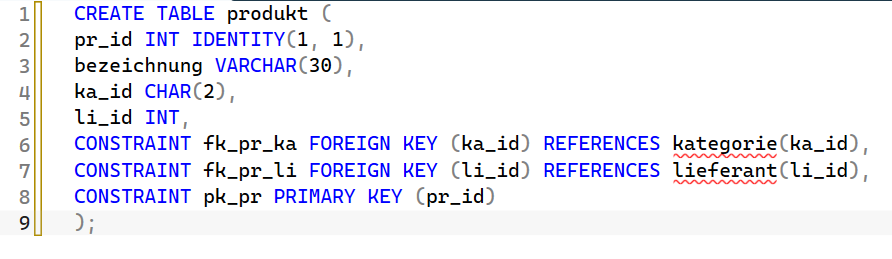 1 CREATE TABLE produkt (
2 pr_id INT IDENTITY(1, 1),
3 bezeichnung VARCHAR(30),
4 ka_id CHAR(2),
5 li_id INT,
6 CONSTRAINT fk_pr_ka FOREIGN KEY (ka_id) REFERENCES kategorie(ka_id),
7 CONSTRAINT fk_pr_li FOREIGN KEY (li_id) REFERENCES lieferant(li_id),
8 CONSTRAINT pk_pr PRIMARY KEY (pr_id)
9 );